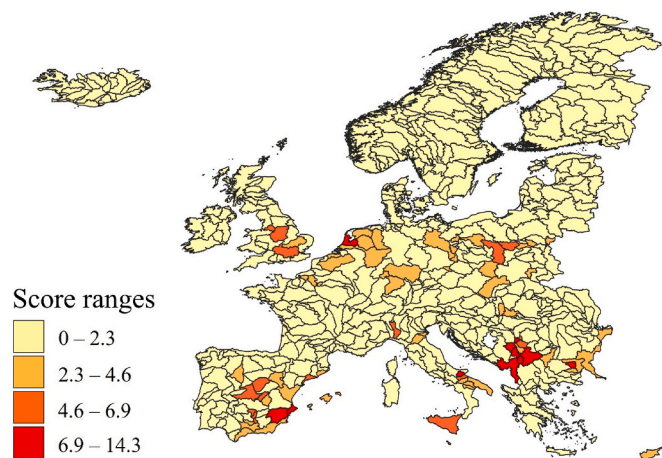 Score ranges
0 – 2.3
2.3 – 4.6
4.6 – 6.9
6.9 – 14.3